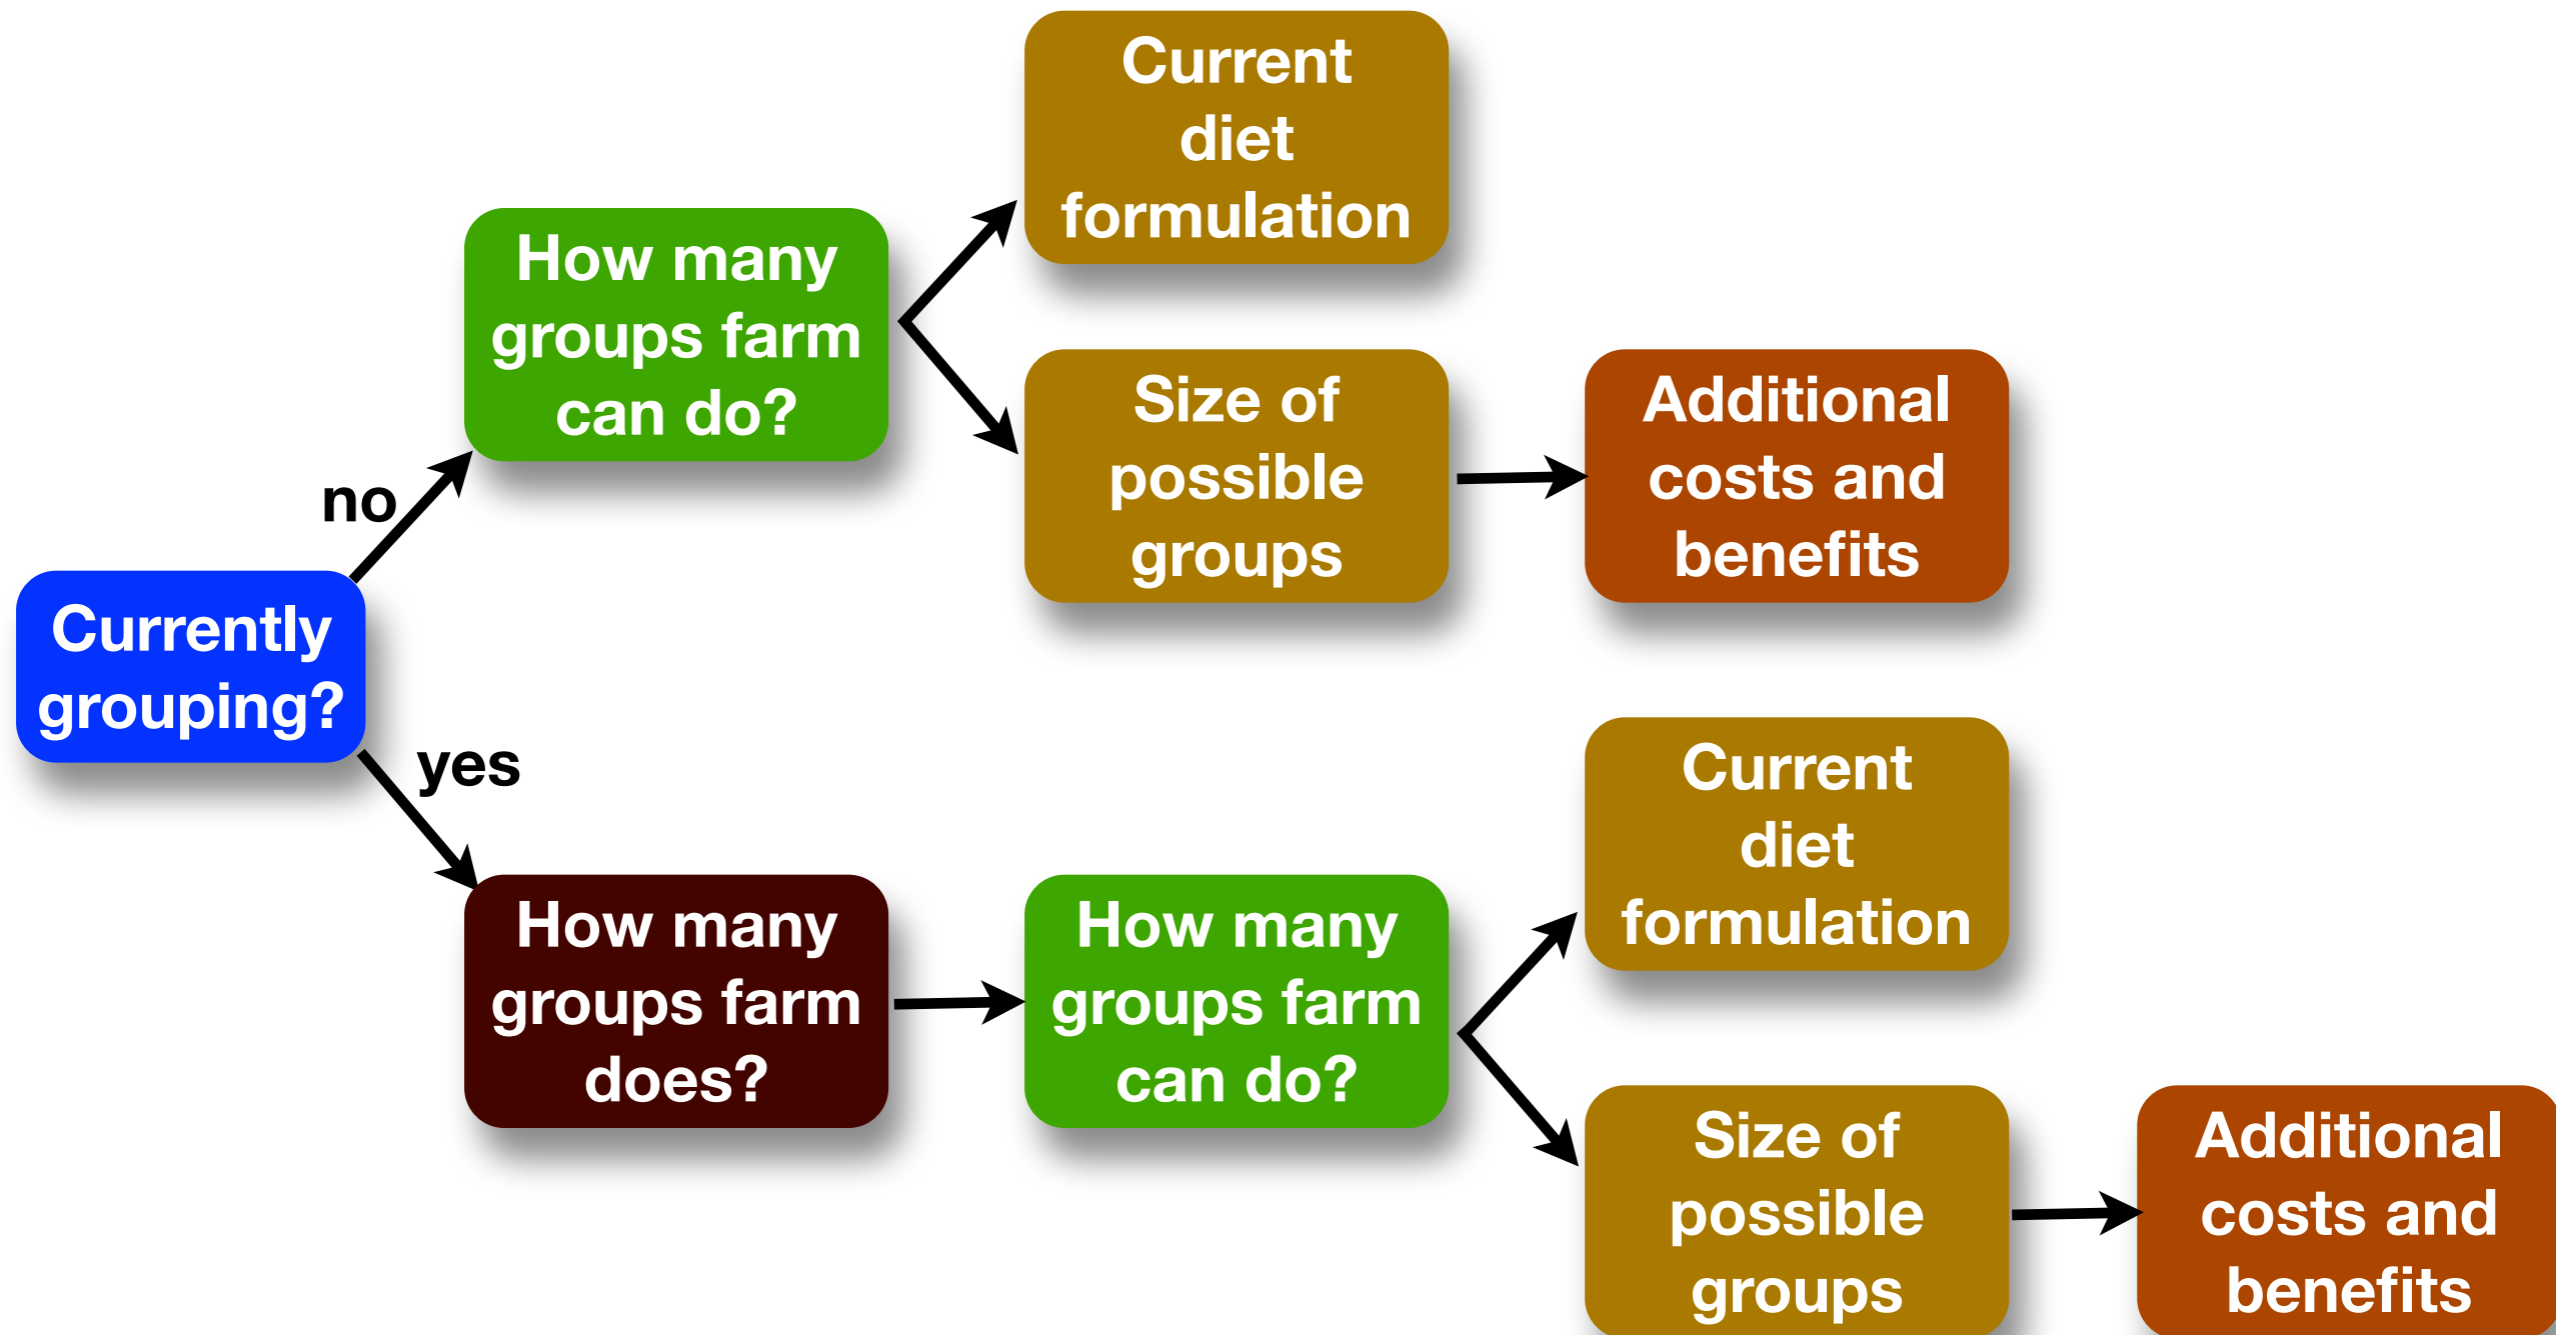 Current
diet
formulation
How many
groups farm
can do?
Size of
possible
groups
Additional
costs and
benefits
no
Currently
grouping?
yes
How many
groups farm
does?
How many
groups farm
can do?
Current
diet
formulation
Size of
possible
groups
Additional
costs and
benefits